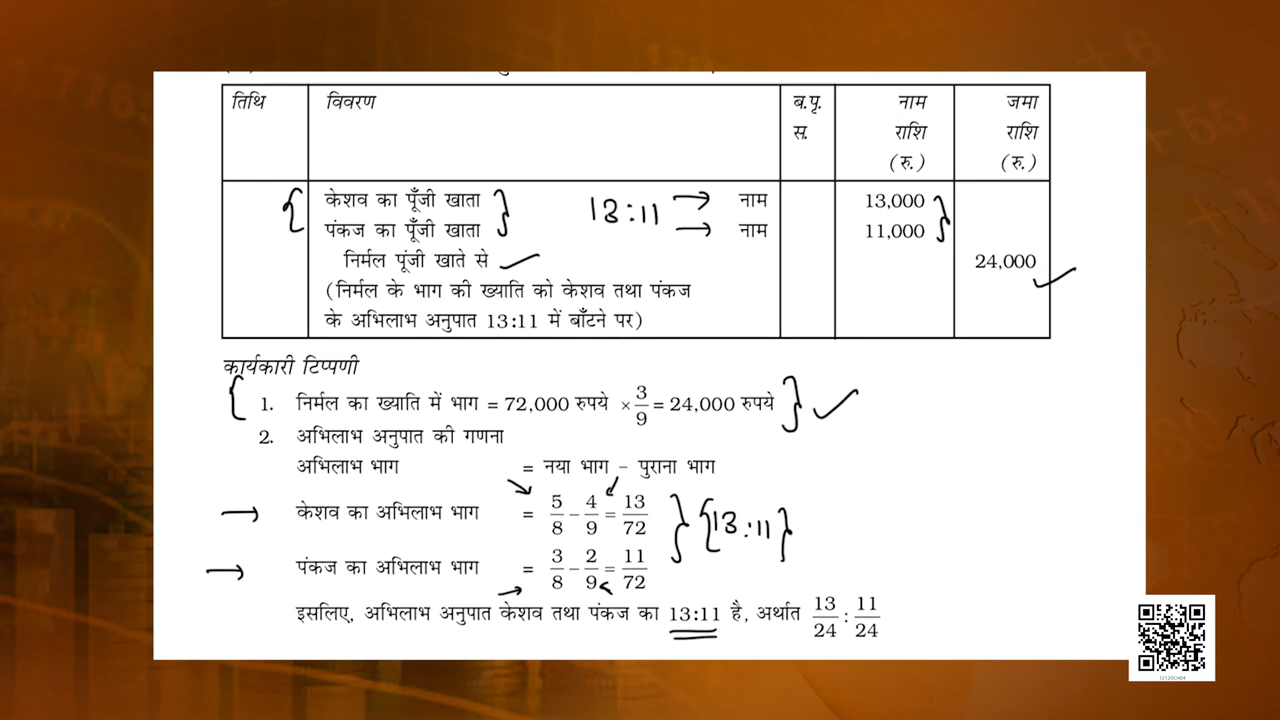 तिथि विवरण ब.पृ. नाम जमा
स. राशि राशि
(रु.) (रु.)
केशव का पूँजी खाता 13:11 नाम 13,000
पंकज का पूँजी खाता नाम 11,000
निर्मल पूंजी खाते से 24,000
(निर्मल के भाग की ख्याति को केशव तथा पंकज
के अभिलाभ अनुपात 13:11 में बाँटने पर)
कार्यकारी टिप्पणी
1. निर्मल का ख्याति में भाग = 72,000 रुपये × 3/9 = 24,000 रुपये
2. अभिलाभ अनुपात की गणना
अभिलाभ भाग = नया भाग – पुराना भाग
केशव का अभिलाभ भाग = 5/8 – 4/9 = 13/72 {13:11}
पंकज का अभिलाभ भाग = 3/8 – 2/9 = 11/72
इसलिए, अभिलाभ अनुपात केशव तथा पंकज का 13:11 है, अर्थात 13/24 : 11/24
12120CH04